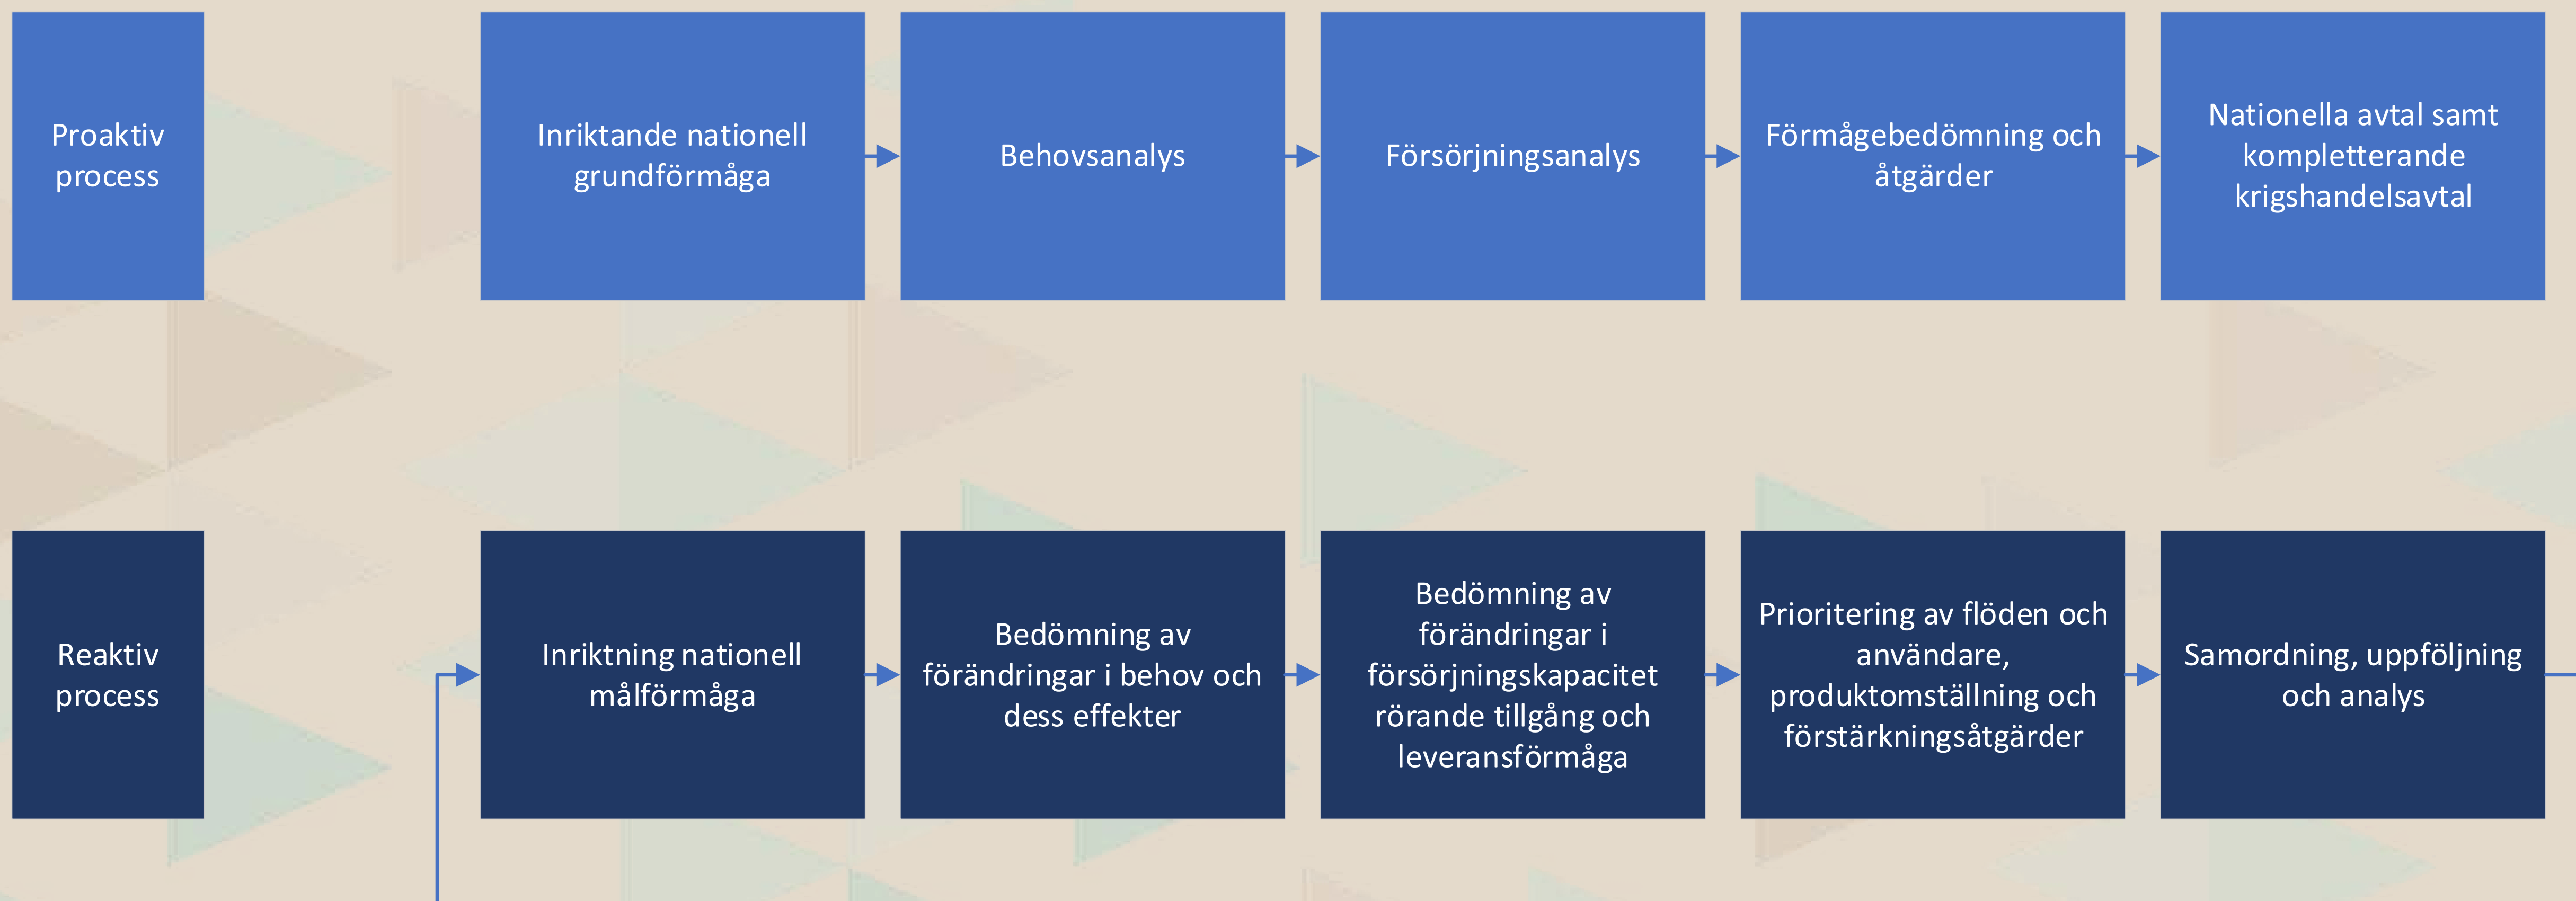 Proaktiv
process
Inriktande nationell
grundförmåga
Behovsanalys
Försörjningsanalys
Förmågebedömning och
åtgärder
Nationella avtal samt
kompletterande
krigshandelsavtal
Reaktiv
process
Inriktning nationell
målförmåga
Bedömning av
förändringar i behov och
dess effekter
Bedömning av
förändringar i
försörjningskapacitet
rörande tillgång och
leveransförmåga
Prioritering av flöden och
användare,
produktomställning och
förstärkningsåtgärder
Samordning, uppföljning
och analys